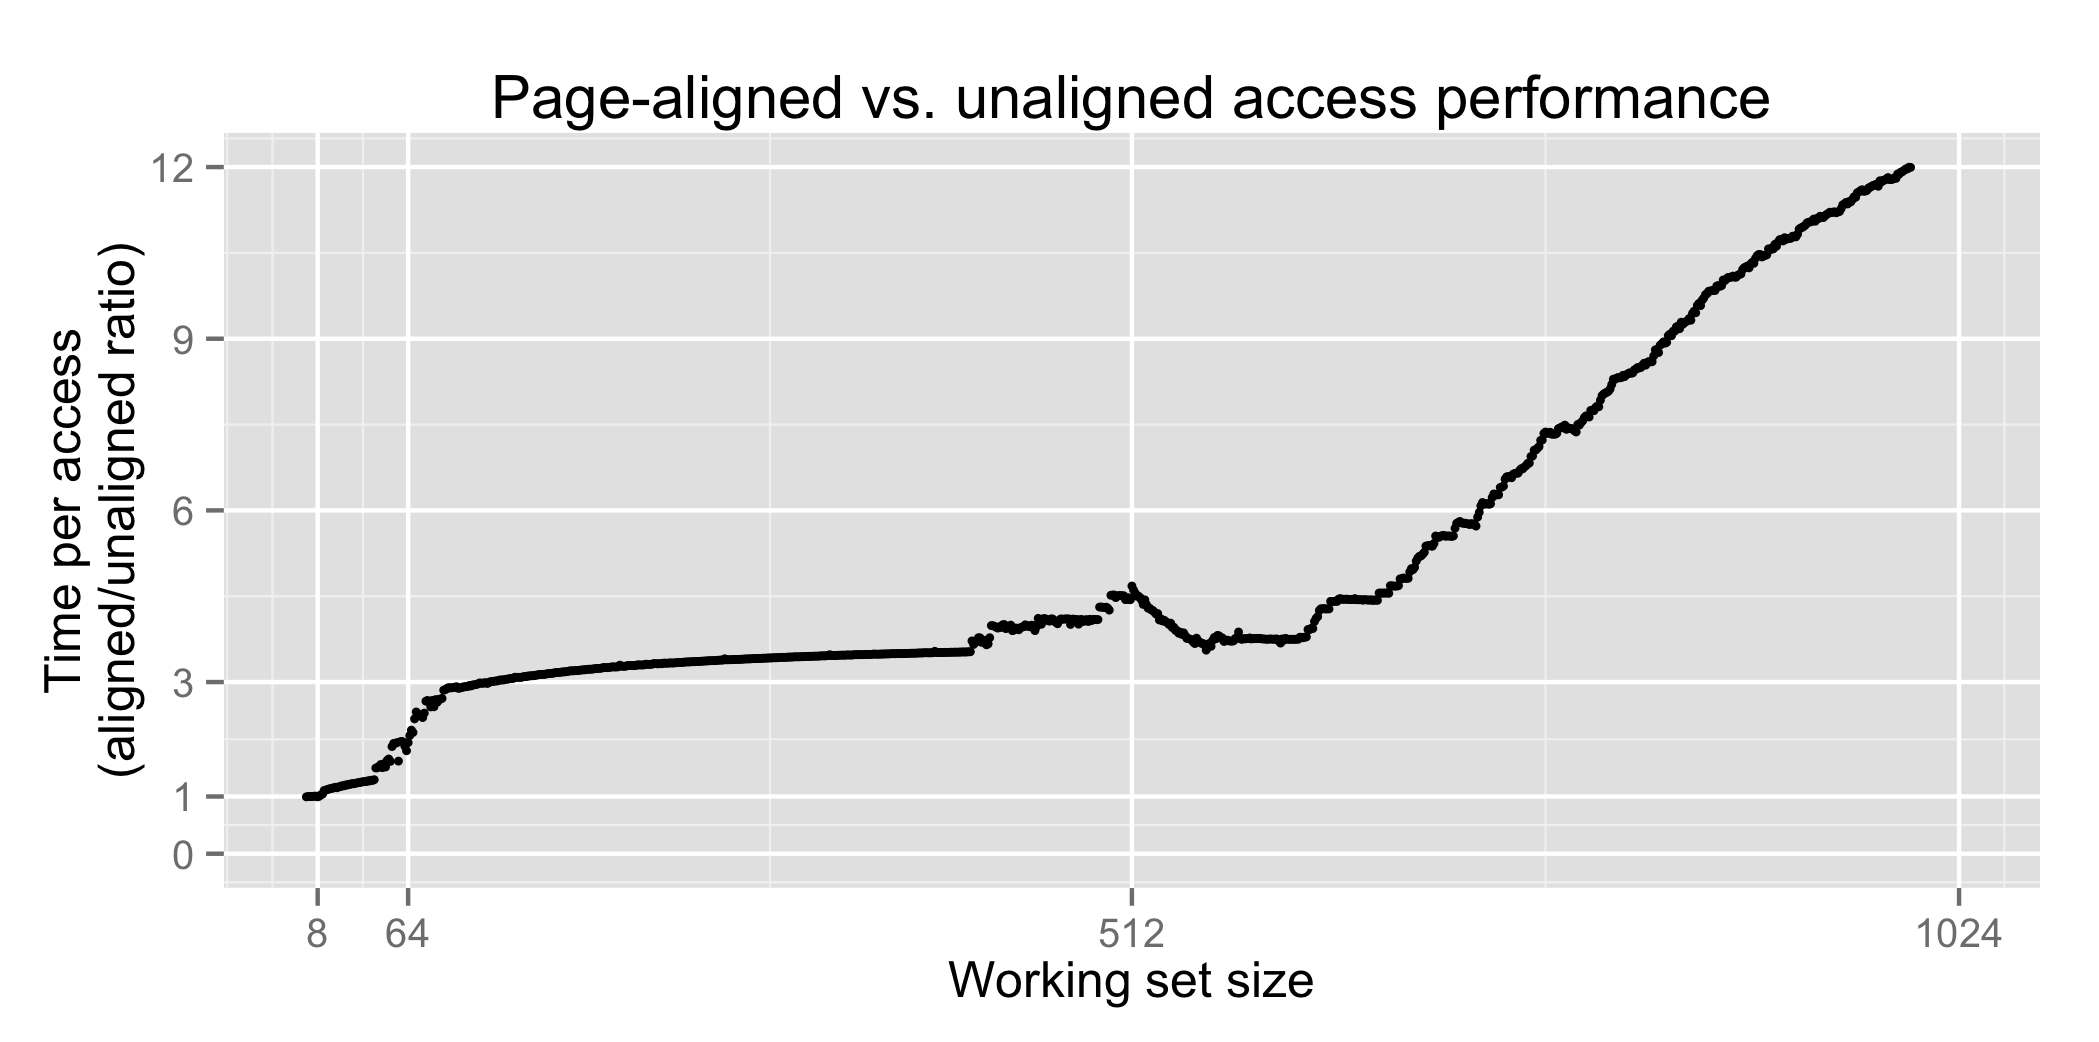 Page-aligned vs. unaligned access performance
Time per access
(aligned/unaligned ratio)
12
9
6
3
1
0
8
64
512
1024
Working set size